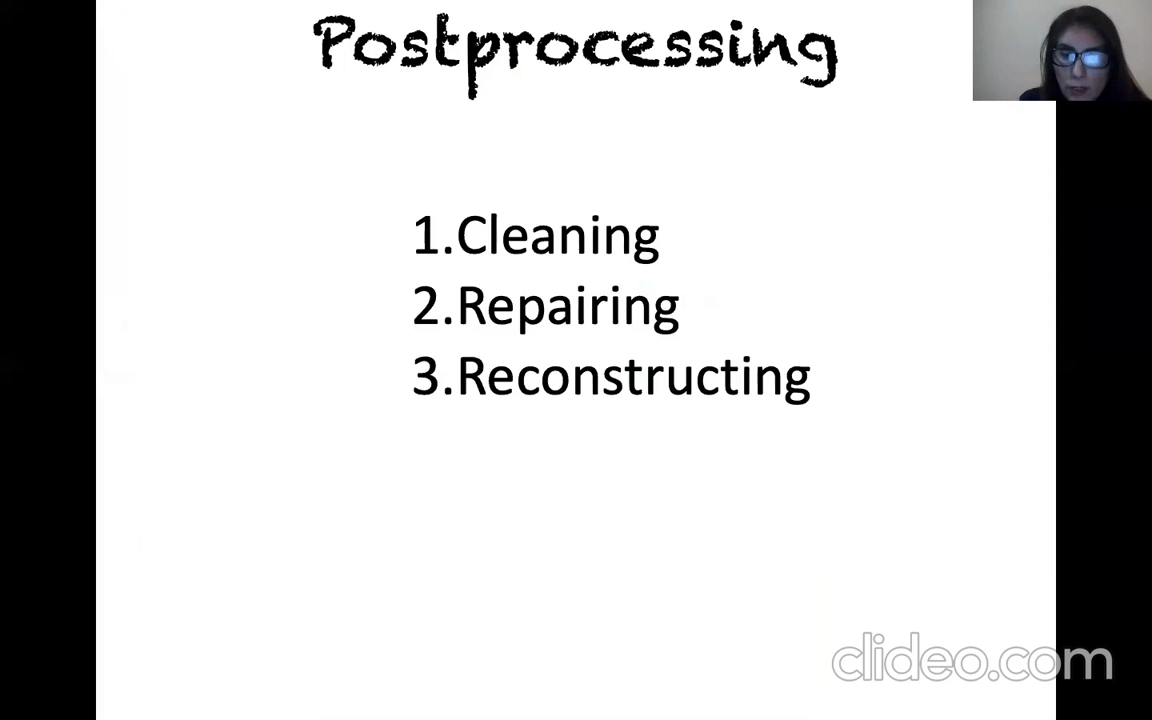 Postprocessing
1.Cleaning
2.Repairing
3.Reconstructing
clideo.com